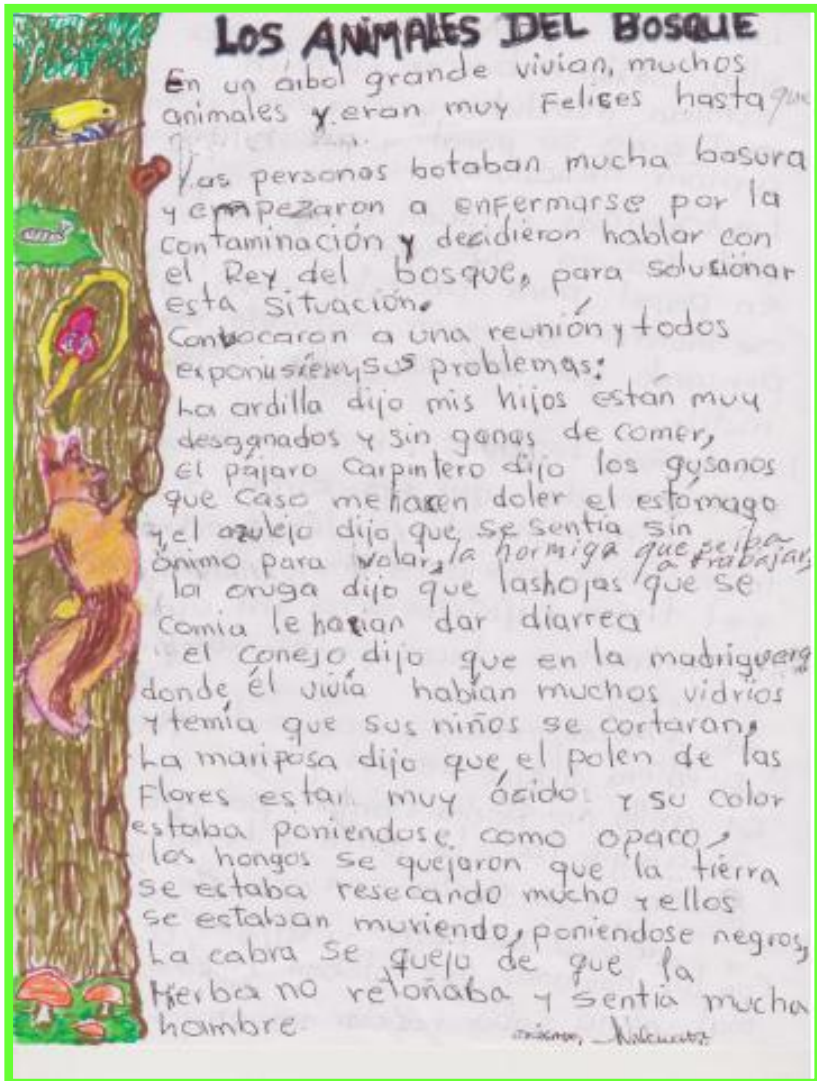 LOS ANIMALES DEL BOSQUE
En un árbol grande vivian, muchos
animales y eran muy Felices hasta que
las personas botaban mucha basura
y empezaron a enfermarse por la
contaminación y decidieron hablar con
el Rey del bosque, para solusionar
esta situación.
Convocaron a una reunión y todos
sus problemas:
La ardilla dijo mis hijos están muy
desganados y sin ganas de comer,
el pájaro Carpintero dijo los gusanos
que caso me hacen doler el estómago
y el azulejo dijo que se sentia sin
ánimo para volar, la hormiga que se iba a trabajar,
la oruga dijo que las hojas que se
comia le hacian dar diarrea
el conejo dijo que en la madriguera
donde él vivía habían muchos vidrios
y temía que sus niños se cortaran,
La mariposa dijo que el polen de las
Flores estan muy ácidos y su color
estaba poniendose como opaco,
los hongos se quejaron que la tierra
se estaba resecando mucho y ellos
se estaban muriendo, poniendose negros,
La cabra se quejo de que la
Hierba no retoñaba y sentia mucha
hambre